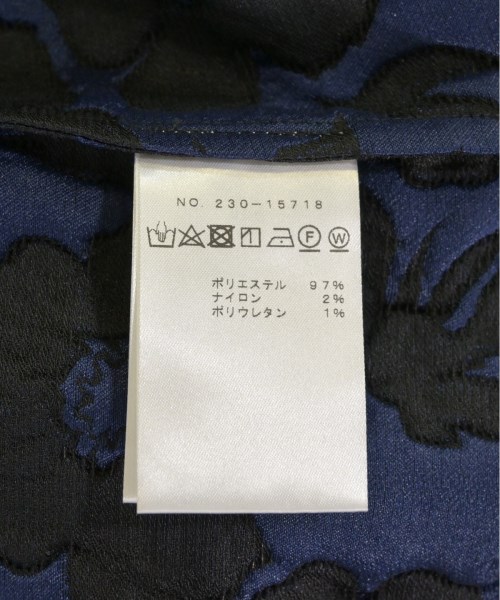 NO. 230-15718
F W
ポリエステル 97%
ナイロン 2%
ポリウレタン 1%